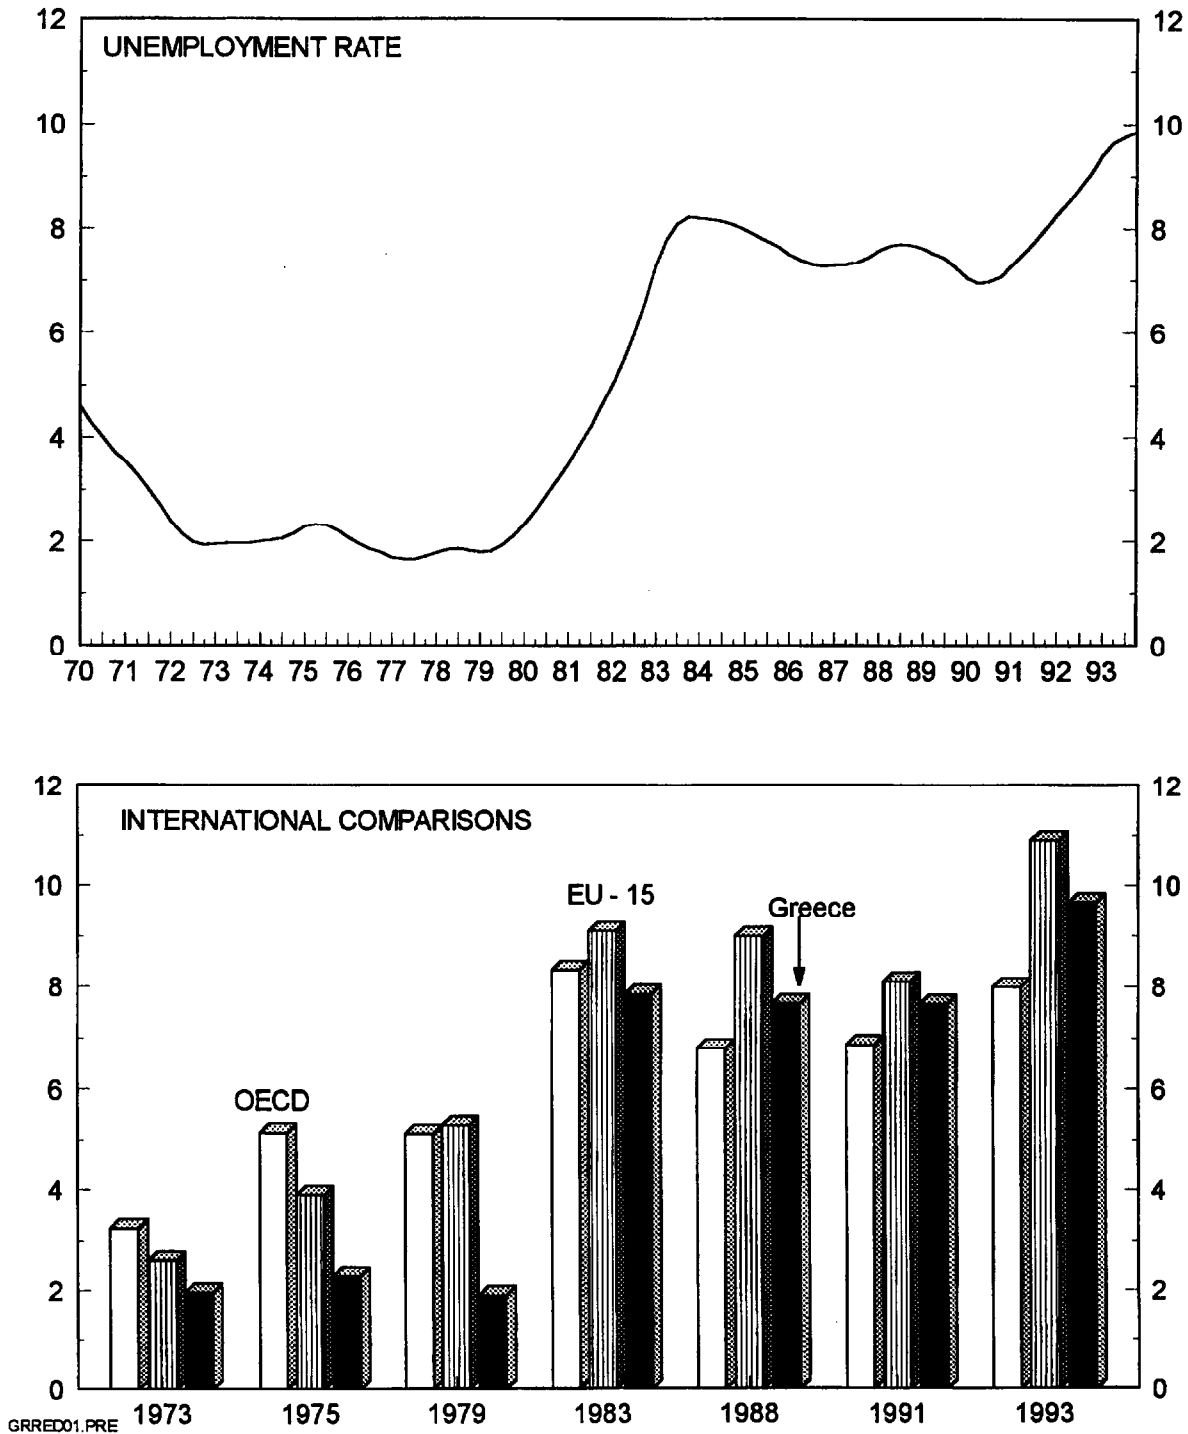 UNEMPLOYMENT RATE
12 12
10 10
8 8
6 6
4 4
2 2
0 0
70 71 72 73 74 75 76 77 78 79 80 81 82 83 84 85 86 87 88 89 90 91 92 93
INTERNATIONAL COMPARISONS
12 12
EU - 15
Greece
10 10
8 8
OECD
6 6
4 4
2 2
0 0
1973 1975 1979 1983 1988 1991 1993
GRRED01.PRE